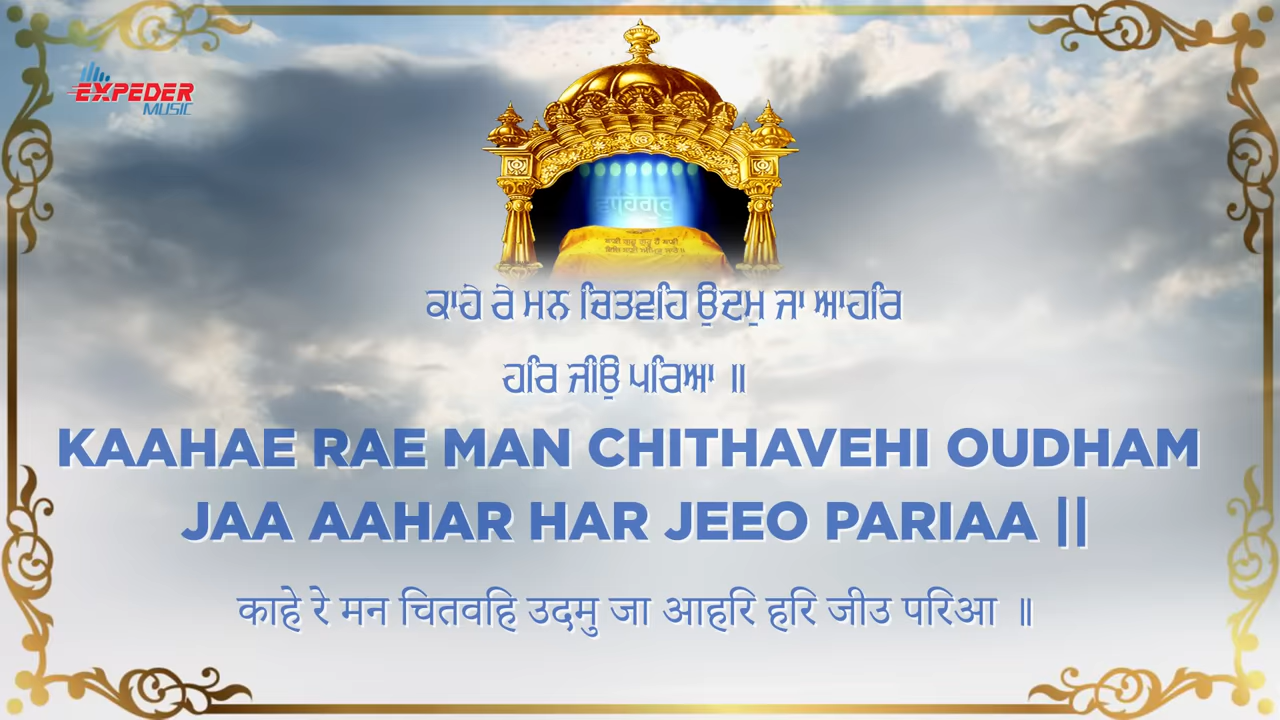 EXPEDER
MUSIC
ਵਾਹਿਗੁਰੂ
ਕਾਹੇ ਰੇ ਮਨ ਚਿਤਵਹਿ ਉਦਮੁ ਜਾ ਆਹਰਿ
ਹਰਿ ਜੀਉ ਪਰਿਆ ॥
KAAHAE RAE MAN CHITHAVEHI OUDHAM
JAA AAHAR HAR JEEO PARIAA ||
काहे रे मन चितवहि उदमु जा आहरि हरि जीउ परिआ ॥